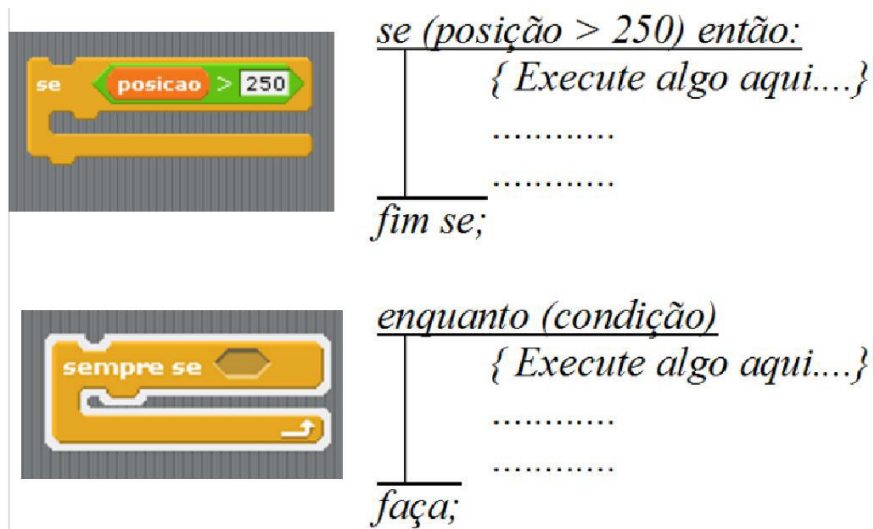 se posicao > 250
se (posição > 250) então:
{ Execute algo aqui....}
............
............
fim se;
sempre se
enquanto (condição)
{ Execute algo aqui....}
............
............
faça;